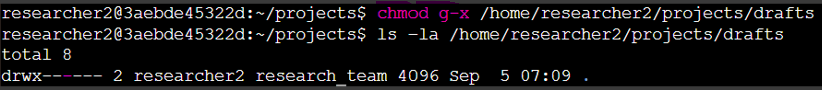 researcher2@3aebde45322d:~/projects$ chmod g-x /home/researcher2/projects/drafts
researcher2@3aebde45322d:~/projects$ ls -la /home/researcher2/projects/drafts
total 8
drwx------ 2 researcher2 research_team 4096 Sep  5 07:09 .